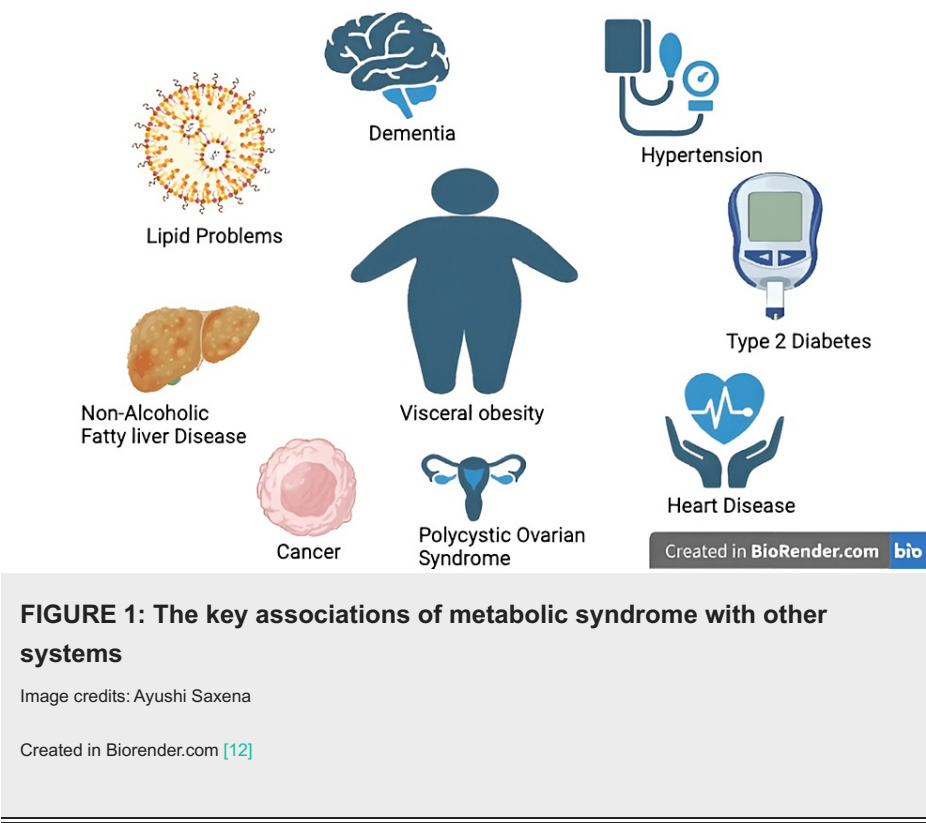 Dementia
Hypertension
Lipid Problems
Type 2 Diabetes
Non-Alcoholic
Fatty liver Disease
Visceral obesity
Heart Disease
Cancer
Polycystic Ovarian
Syndrome
Created in BioRender.com bio
FIGURE 1: The key associations of metabolic syndrome with other
systems
Image credits: Ayushi Saxena
Created in Biorender.com [12]